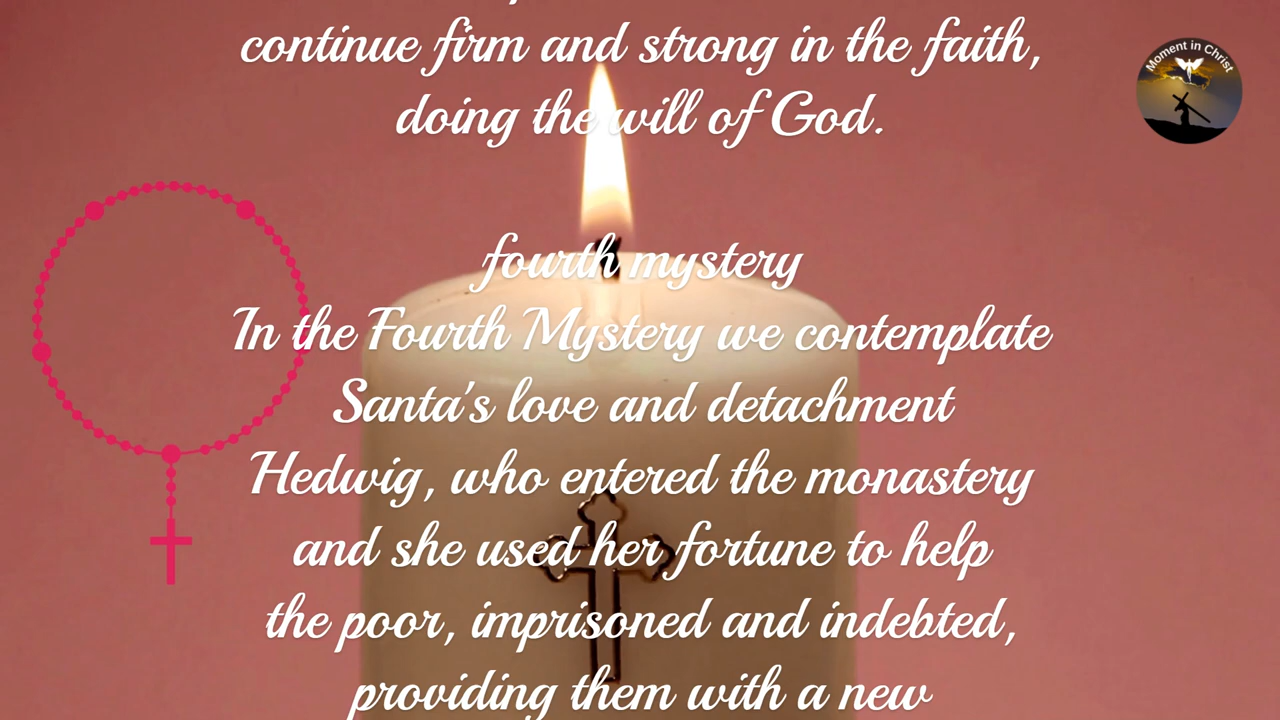 continue firm and strong in the faith,
doing the will of God.
fourth mystery
In the Fourth Mystery we contemplate
Santa's love and detachment
Hedwig, who entered the monastery
and she used her fortune to help
the poor, imprisoned and indebted,
providing them with a new
Moment in Christ